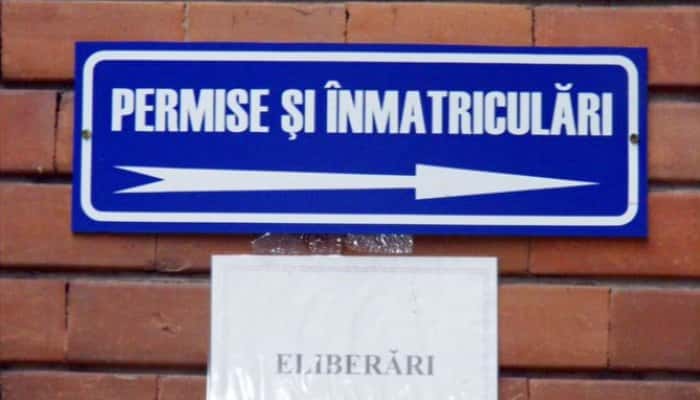 PERMISE ŞI ÎNMATRICULĂRI
ELIBERĂRI